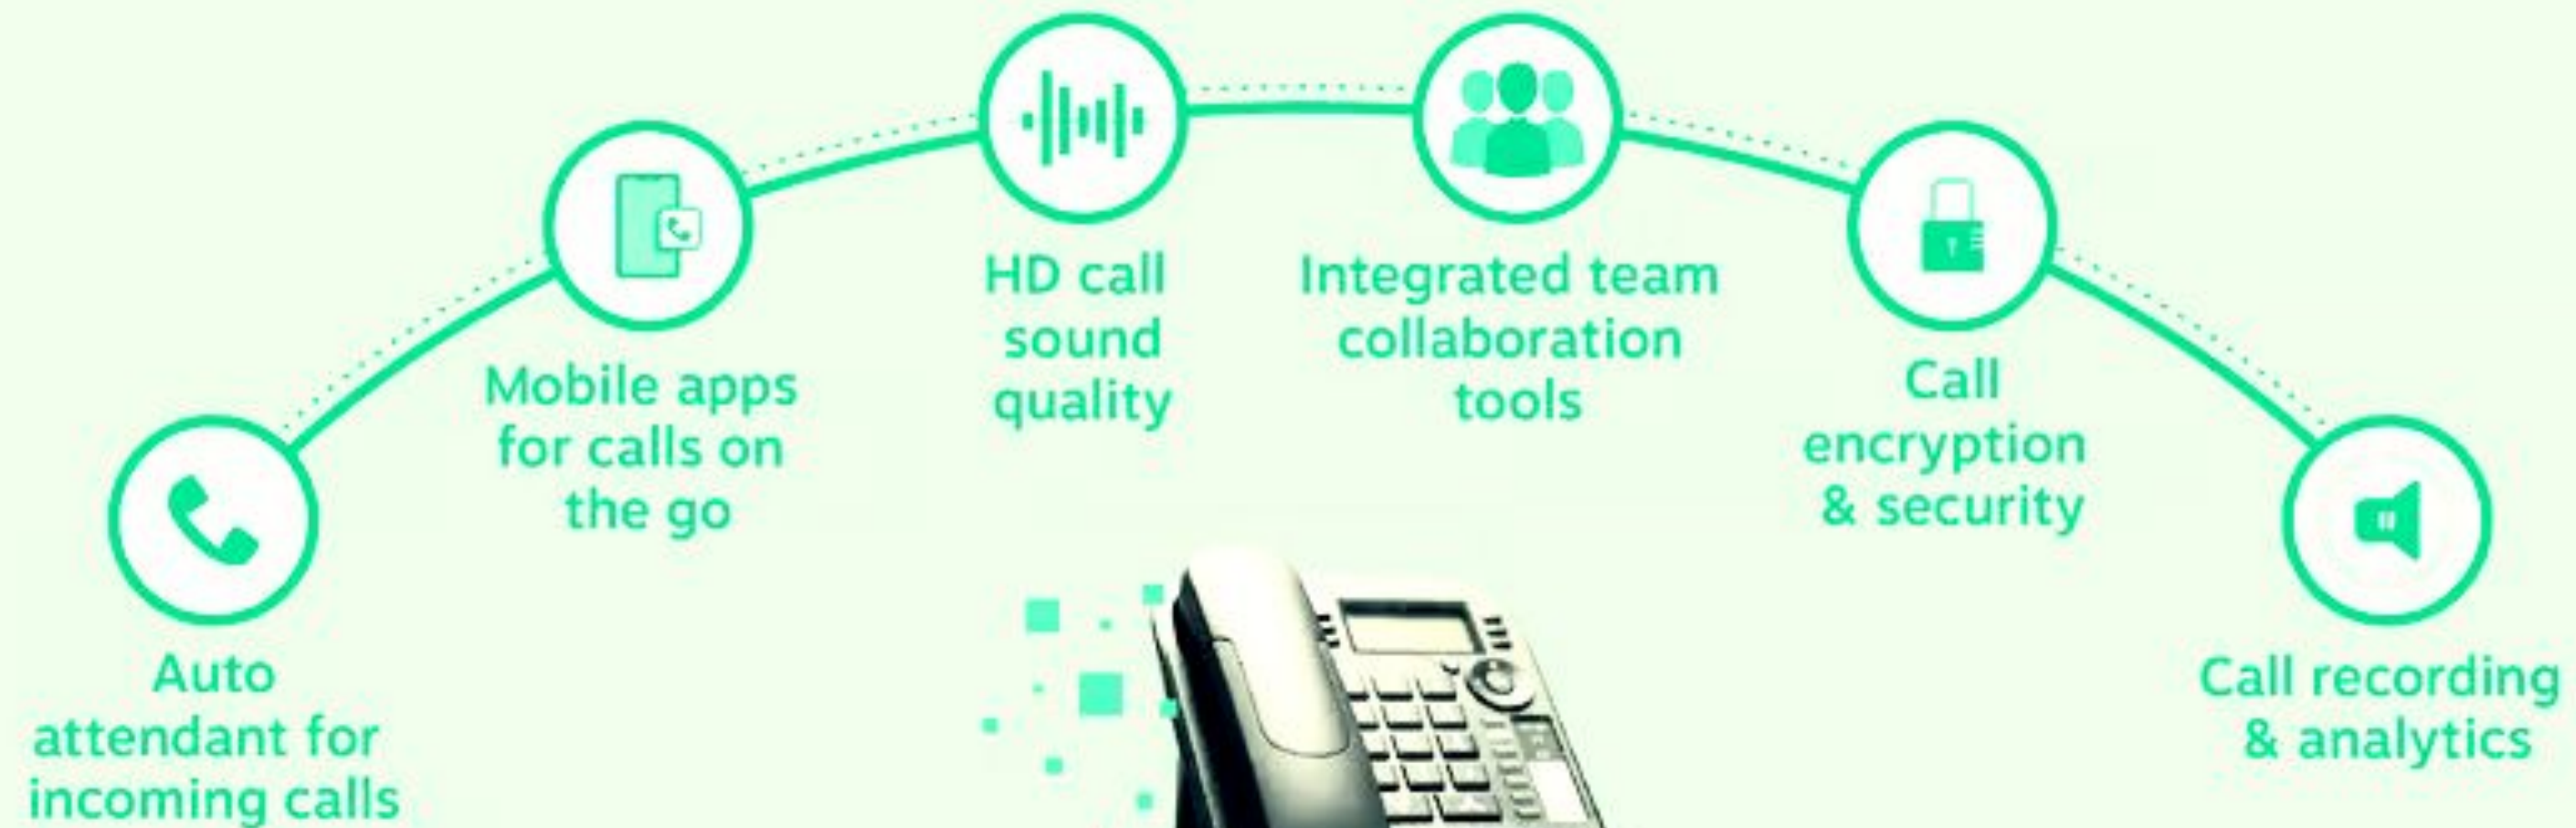 Auto
attendant for
incoming calls
Mobile apps
for calls on
the go
HD call
sound
quality
Integrated team
collaboration
tools
Call
encryption
& security
Call recording
& analytics